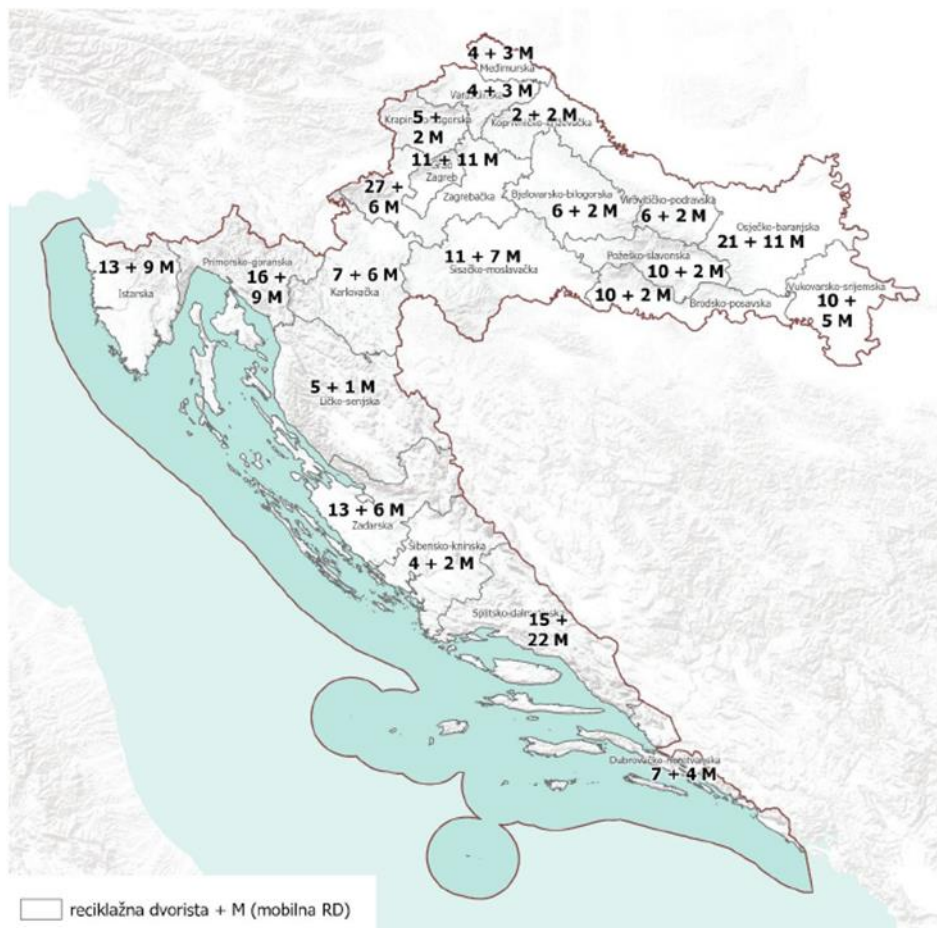 4 + 3 M
Međimurska
4 + 3 M
5 +
2 M
2 + 2 M
11 + 11 M
Grad
Zagreb
27 +
6 M
Zagrebačka
Bjelovarsko-bilogorska
6 + 2 M
Virovitičko-podravska
6 + 2 M
Osječko-baranjska
21 + 11 M
13 + 9 M
Istarska
Primorsko-goranska
16 +
9 M
7 + 6 M
Karlovačka
11 + 7 M
Sisačko-moslavačka
Požeško-slavonska
10 + 2 M
10 + 2 M
Brodsko-posavska
Vukovarsko-srijemska
10 +
5 M
5 + 1 M
Ličko-senjska
13 + 6 M
Zadarska
Šibensko-kninska
4 + 2 M
15 +
22 M
7 + 4 M
reciklažna dvorista + M (mobilna RD)